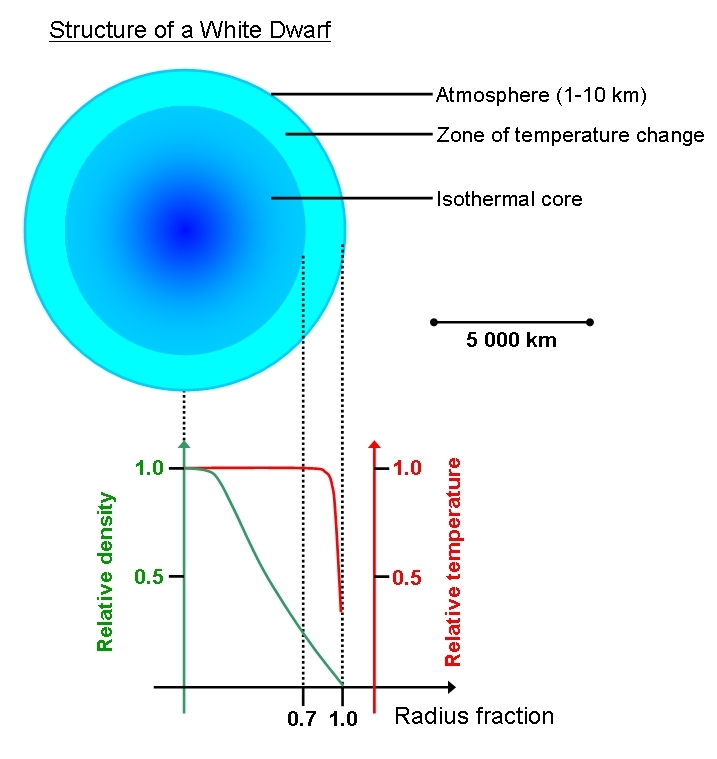 Structure of a White Dwarf
Atmosphere (1-10 km)
Zone of temperature change
Isothermal core
5 000 km
1.0
1.0
Relative density
Relative temperature
0.5
0.5
0.7
1.0
Radius fraction